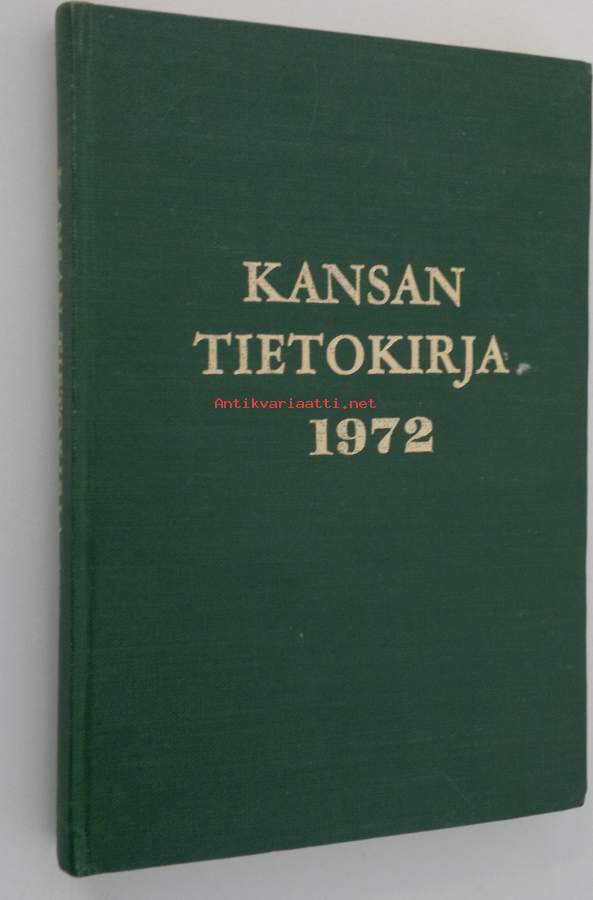 KANSAN
TIETOKIRJA
Antikvariaatti.net
1972